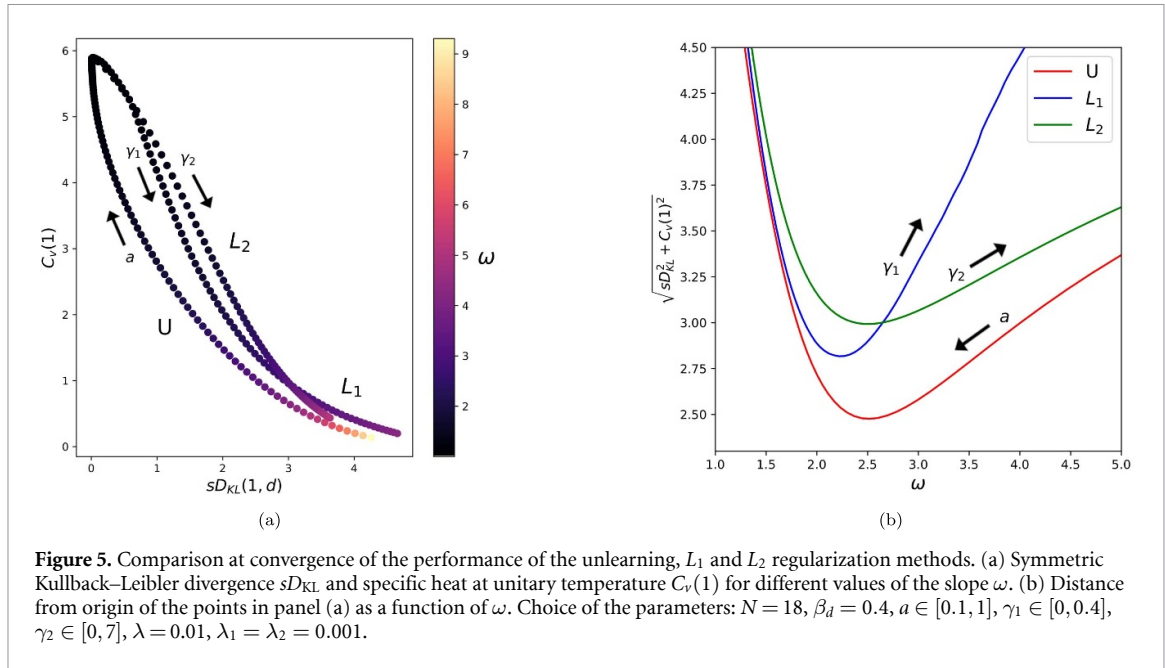 6
5
4
3
2
1
0
C_v(1)
0 1 2 3 4
sD_KL(1, d)
γ₁
γ₂
a
L₂
U
L₁
9
8
7
6
5
4
3
2
ω
(a)
4.50
4.25
4.00
3.75
3.50
3.25
3.00
2.75
2.50
√sD²_KL + C_v(1)²
U
L₁
L₂
γ₁
γ₂
a
1.0 1.5 2.0 2.5 3.0 3.5 4.0 4.5 5.0
ω
(b)
Figure 5. Comparison at convergence of the performance of the unlearning, L₁ and L₂ regularization methods. (a) Symmetric
Kullback–Leibler divergence sD_KL and specific heat at unitary temperature C_v(1) for different values of the slope ω. (b) Distance
from origin of the points in panel (a) as a function of ω. Choice of the parameters: N = 18, β_d = 0.4, a ∈ [0.1, 1], γ₁ ∈ [0, 0.4],
γ₂ ∈ [0, 7], λ = 0.01, λ₁ = λ₂ = 0.001.